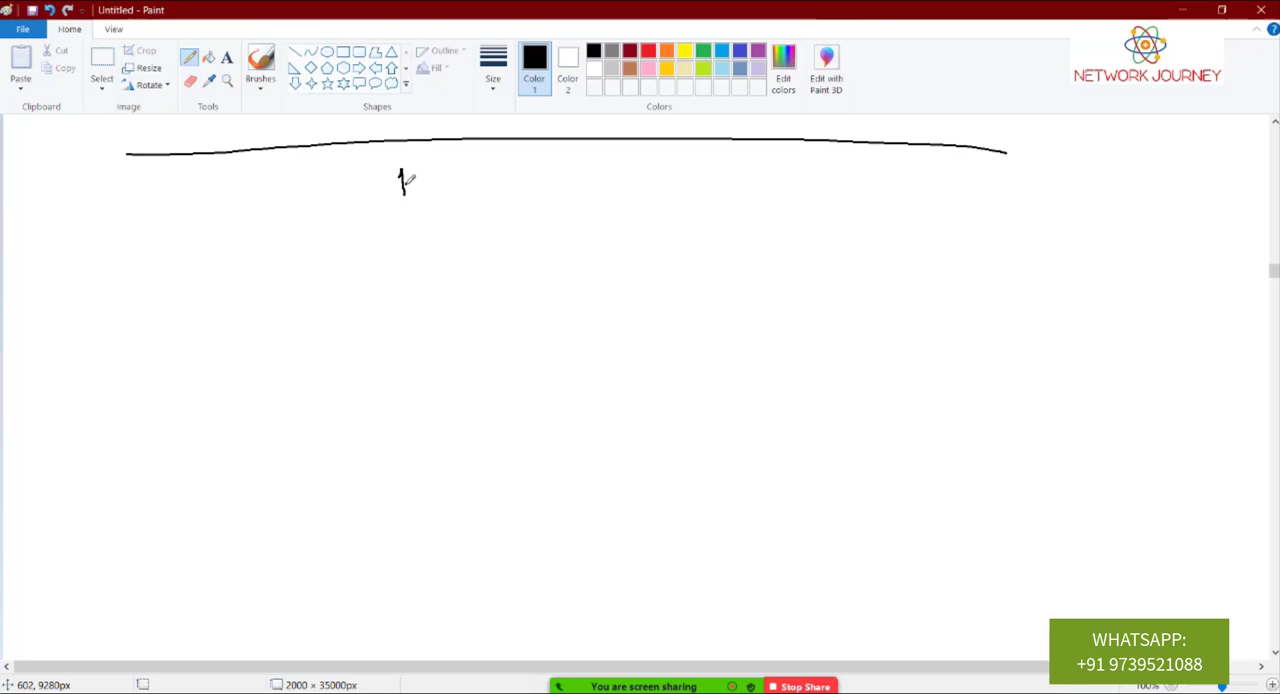 Untitled - Paint
File
Home
View
Paste
Cut
Copy
Clipboard
Select
Crop
Resize
Rotate
Image
Tools
Brushes
Shapes
Outline
Fill
Size
Color
1
Color
2
Colors
Edit
colors
Edit with
Paint 3D
NETWORK JOURNEY
WHATSAPP:
+91 9739521088
602, 9280px
2000 × 35000px
You are screen sharing
Stop Share
100%